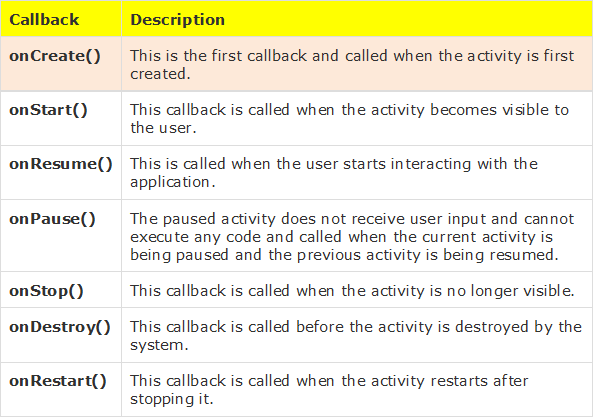 Callback Description
onCreate() This is the first callback and called when the activity is first
created.
onStart() This callback is called when the activity becomes visible to
the user.
onResume() This is called when the user starts interacting with the
application.
onPause() The paused activity does not receive user input and cannot
execute any code and called when the current activity is
being paused and the previous activity is being resumed.
onStop() This callback is called when the activity is no longer visible.
onDestroy() This callback is called before the activity is destroyed by the
system.
onRestart() This callback is called when the activity restarts after
stopping it.